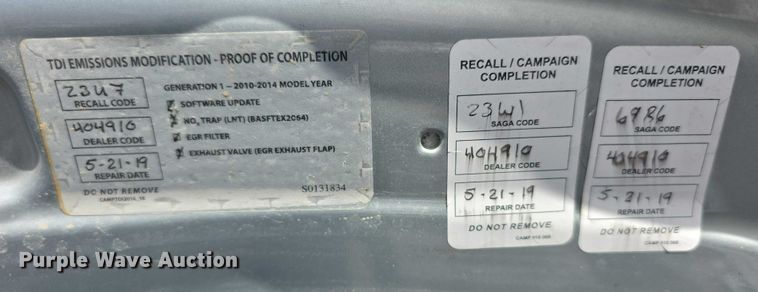 TDI EMISSIONS MODIFICATION - PROOF OF COMPLETION
23U7
RECALL CODE
404910
DEALER CODE
5-21-19
REPAIR DATE
DO NOT REMOVE
GENERATION 1 - 2010-2014 MODEL YEAR
SOFTWARE UPDATE
NOx TRAP (LNT) (BASFTEX2C64)
EGR FILTER
EXHAUST VALVE (EGR EXHAUST FLAP)
S0131834
RECALL / CAMPAIGN
COMPLETION
23W1
SAGA CODE
404910
DEALER CODE
5-21-19
REPAIR DATE
DO NOT REMOVE
RECALL / CAMPAIGN
COMPLETION
SAGA CODE
404910
DEALER CODE
5-21-19
REPAIR DATE
DO NOT REMOVE
Purple Wave Auction